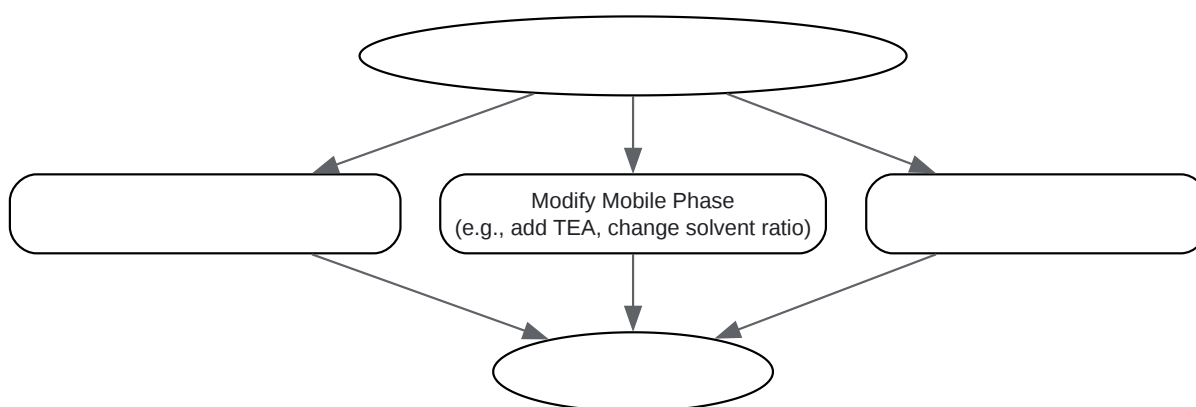 Modify Mobile Phase
(e.g., add TEA, change solvent ratio)